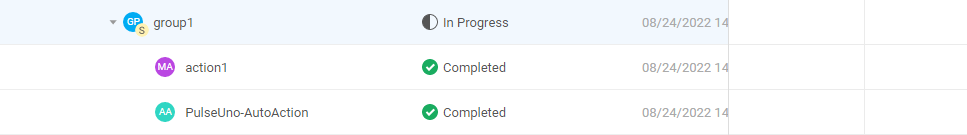 GP S group1 In Progress 08/24/2022 14
MA action1 Completed 08/24/2022 14
AA PulseUno-AutoAction Completed 08/24/2022 14